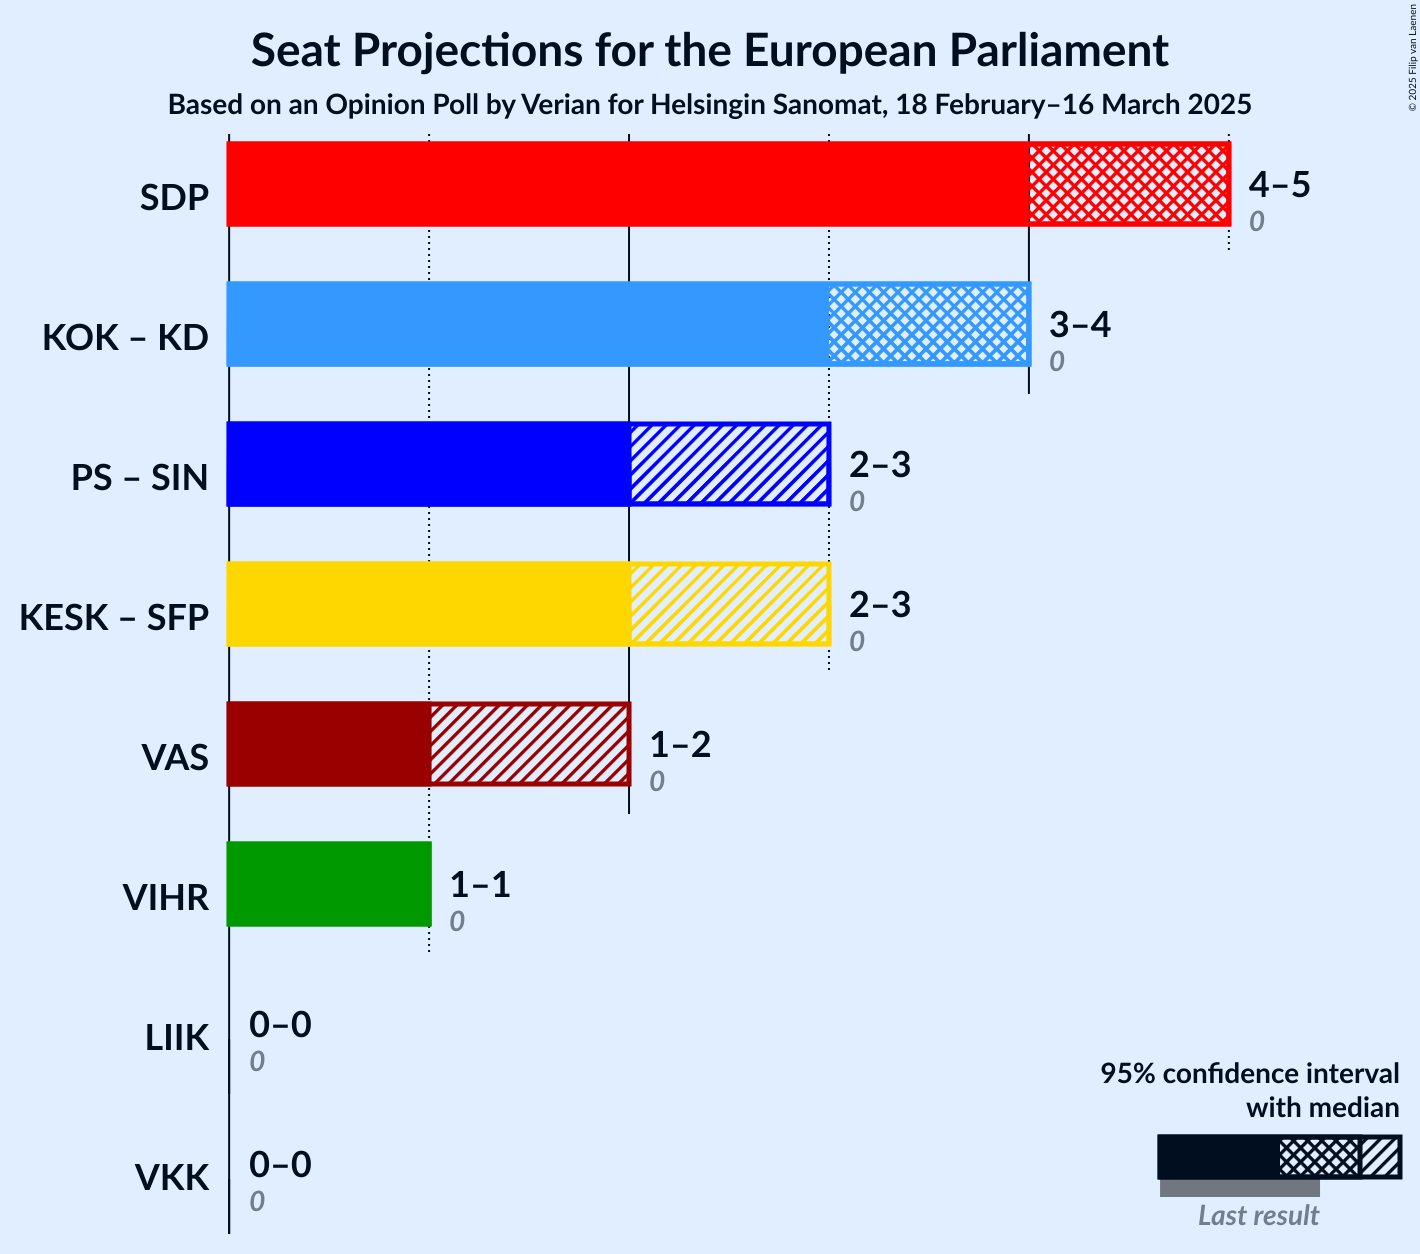 Seat Projections for the European Parliament
Based on an Opinion Poll by Verian for Helsingin Sanomat, 18 February–16 March 2025
© 2025 Filip van Laenen
SDP
4–5
0
KOK – KD
3–4
0
PS – SIN
2–3
0
KESK – SFP
2–3
0
VAS
1–2
0
VIHR
1–1
0
LIIK
0–0
0
VKK
0–0
0
95% confidence interval
with median
Last result